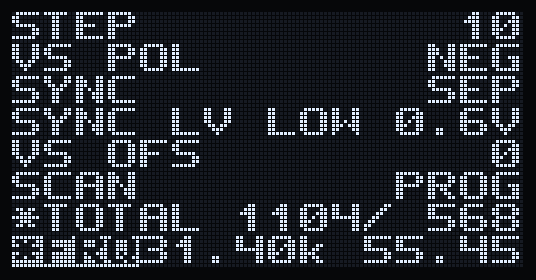 STEP 10
VS POL NEG
SYNC SEP
SYNC LV LOW 0.6V
VS OFS 0
SCAN PROG
*TOTAL 1104/ 568
31.40k 55.45